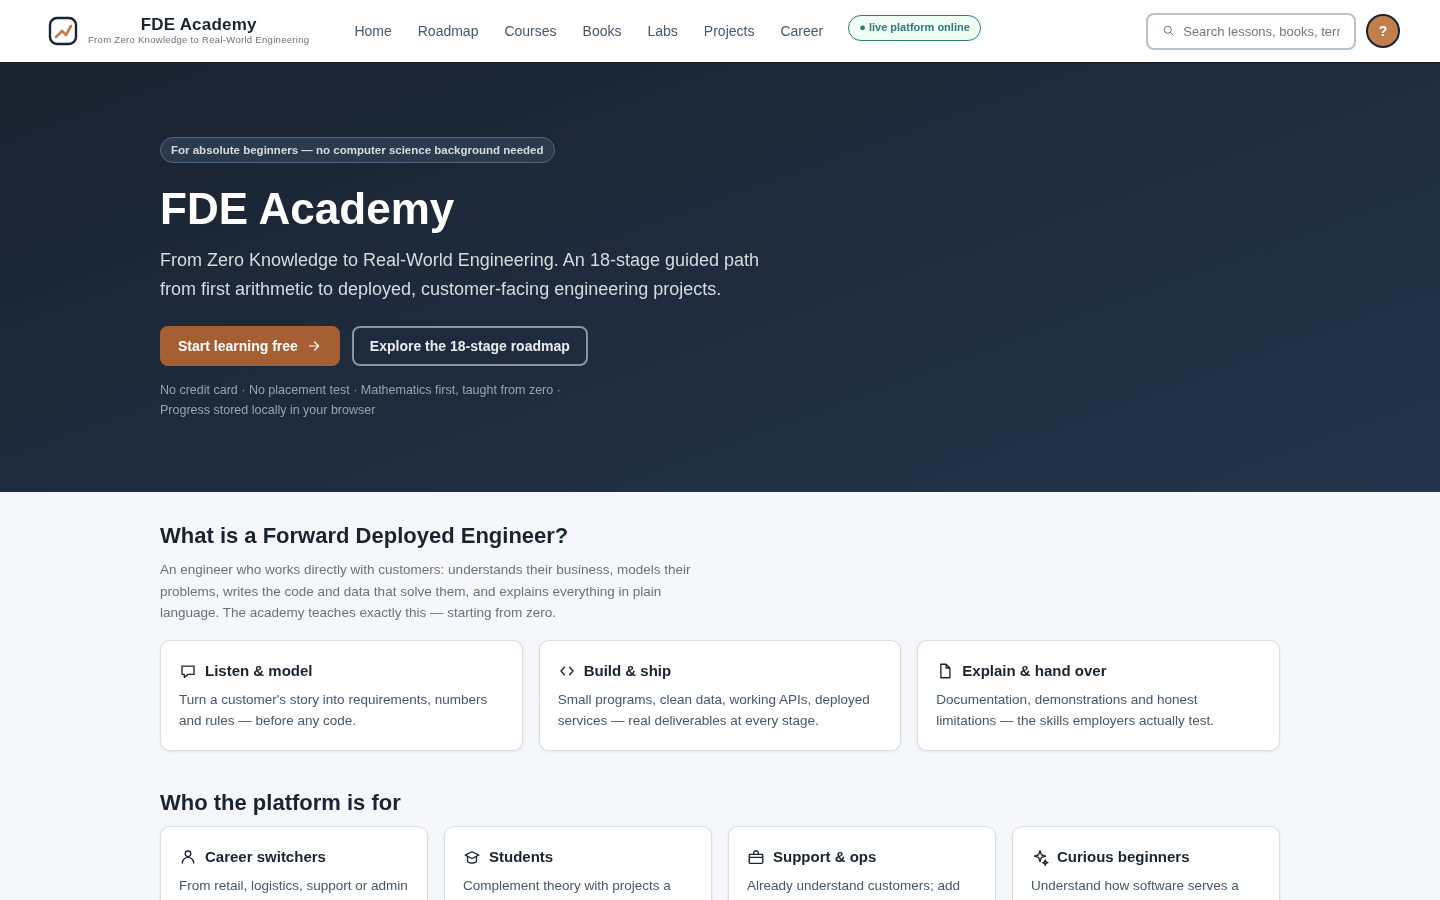 FDE Academy
From Zero Knowledge to Real-World Engineering
Home
Roadmap
Courses
Books
Labs
Projects
Career
● live platform online
Search lessons, books, terr
?
For absolute beginners — no computer science background needed
FDE Academy
From Zero Knowledge to Real-World Engineering. An 18-stage guided path
from first arithmetic to deployed, customer-facing engineering projects.
Start learning free →
Explore the 18-stage roadmap
No credit card · No placement test · Mathematics first, taught from zero ·
Progress stored locally in your browser
What is a Forward Deployed Engineer?
An engineer who works directly with customers: understands their business, models their
problems, writes the code and data that solve them, and explains everything in plain
language. The academy teaches exactly this — starting from zero.
Listen & model
Turn a customer's story into requirements, numbers
and rules — before any code.
Build & ship
Small programs, clean data, working APIs, deployed
services — real deliverables at every stage.
Explain & hand over
Documentation, demonstrations and honest
limitations — the skills employers actually test.
Who the platform is for
Career switchers
From retail, logistics, support or admin
Students
Complement theory with projects a
Support & ops
Already understand customers; add
Curious beginners
Understand how software serves a